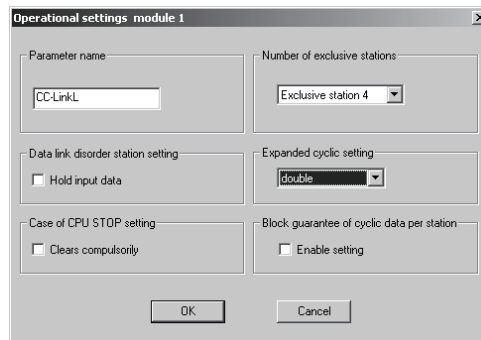 Operational settings module 1
Parameter name
CC-LinkL
Number of exclusive stations
Exclusive station 4
Data link disorder station setting
Hold input data
Expanded cyclic setting
double
Case of CPU STOP setting
Clears compulsorily
Block guarantee of cyclic data per station
Enable setting
OK
Cancel